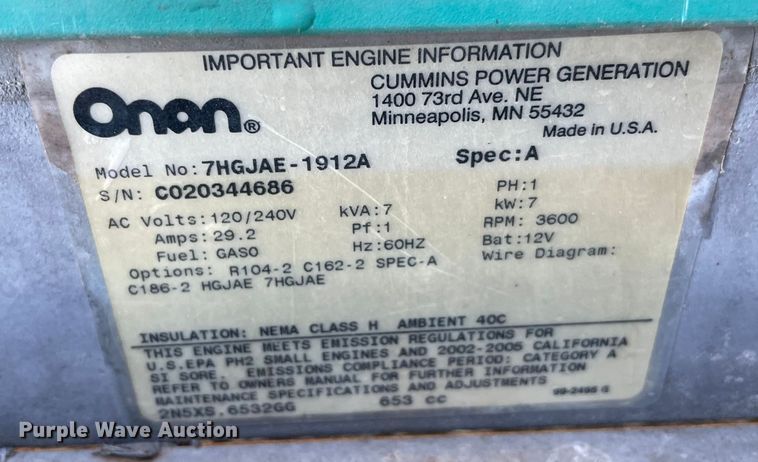 IMPORTANT ENGINE INFORMATION
Onan®
CUMMINS POWER GENERATION
1400 73rd Ave. NE
Minneapolis, MN 55432
Made in U.S.A.
Model No:7HGJAE-1912A Spec:A
S/N: C020344686 PH:1
AC Volts:120/240V kVA:7 kW:7
Amps:29.2 Pf:1 RPM: 3600
Fuel: GASO Hz:60HZ Bat:12V
Options: R104-2 C162-2 SPEC-A Wire Diagram:
C186-2 HGJAE 7HGJAE
INSULATION: NEMA CLASS H AMBIENT 40C
THIS ENGINE MEETS EMISSION REGULATIONS FOR
U.S.EPA PH2 SMALL ENGINES AND 2002-2005 CALIFORNIA
SI SORE. EMISSIONS COMPLIANCE PERIOD: CATEGORY A
REFER TO OWNERS MANUAL FOR FURTHER INFORMATION
MAINTENANCE SPECIFICATIONS AND ADJUSTMENTS
2N5XS.6532GG 653 CC 99-2495 G
Purple Wave Auction